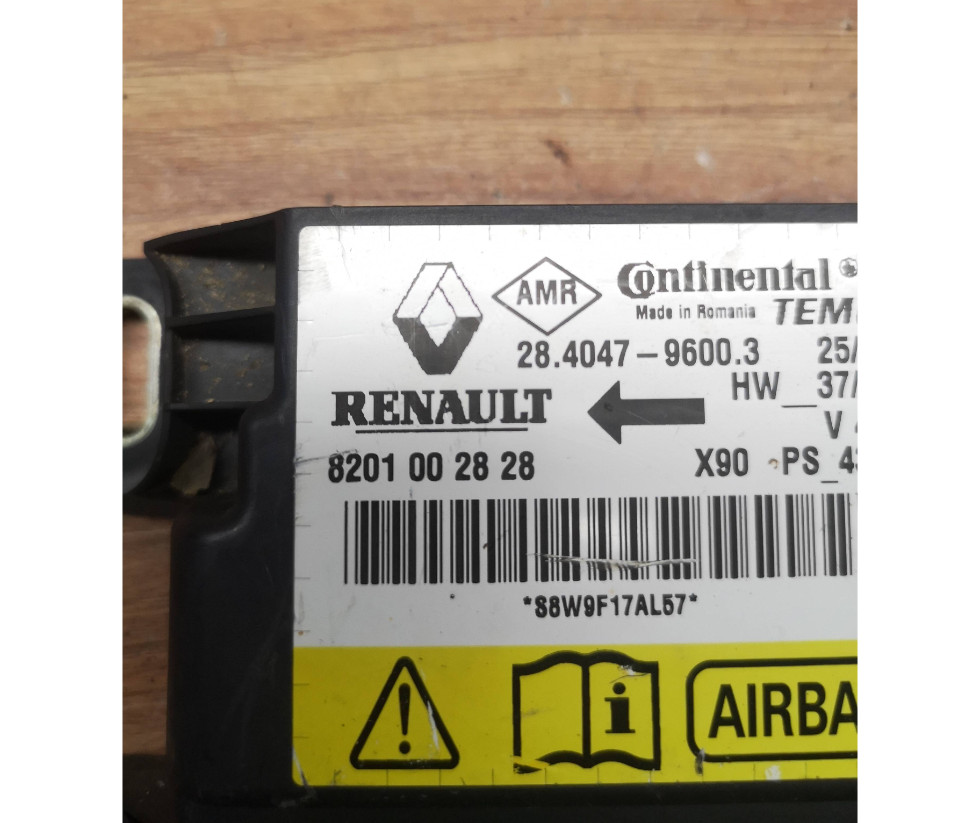 AMR Continental®
Made in Romania TEM
28.4047-9600.3 25/
HW__37/
RENAULT
V
8201 00 28 28 X90 PS_4
*S8W9F17AL57*
i AIRBA